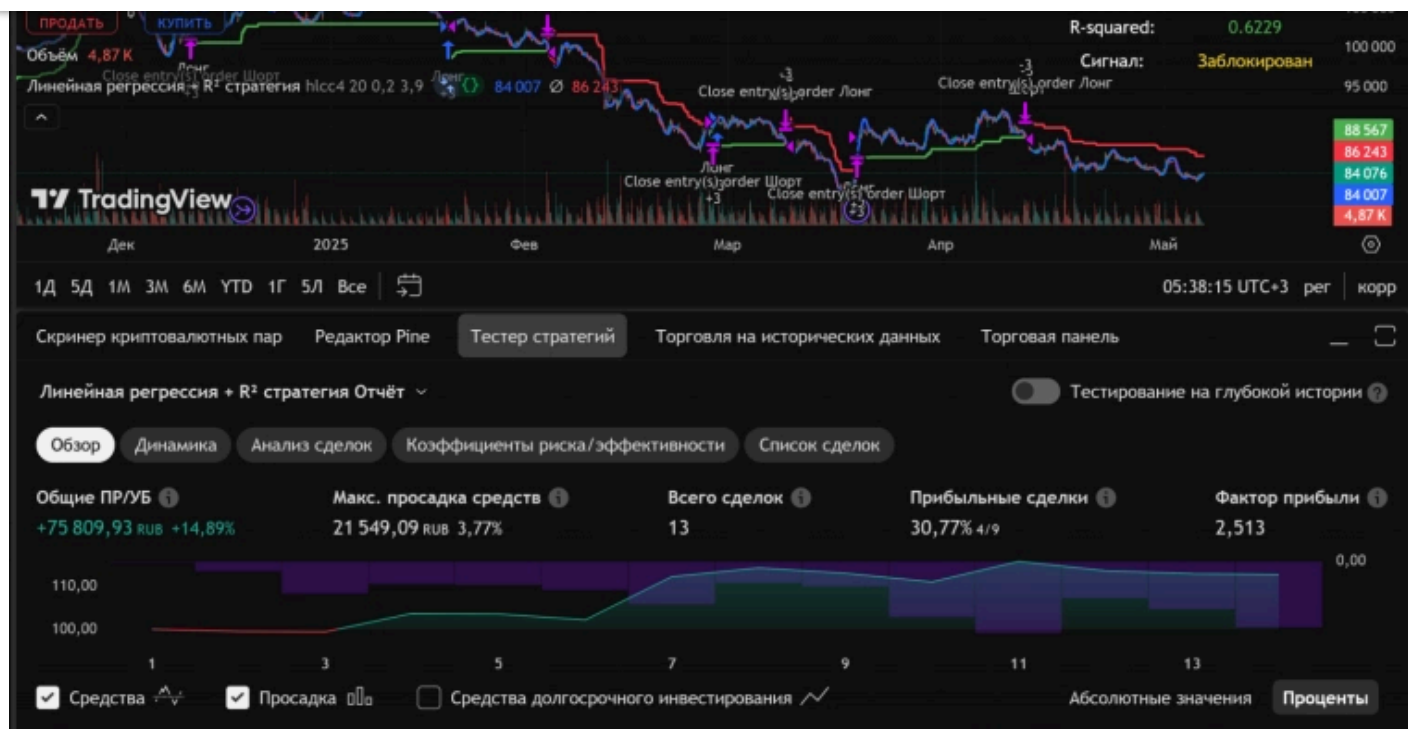 ПРОДАТЬ КУПИТЬ
R-squared: 0.6229
100 000
Объём 4,87 K
Сигнал: Заблокирован
Линейная регрессия + R² стратегия hlcc4 20 0,2 3,9 84 007 Ø 86 243
Close entry(s) order Шорт
Close entry(s) order Лонг
Close entry(s) order Лонг
95 000
88 567
86 243
84 076
84 007
4,87 K
Лонг
Close entry(s) order Шорт
+3
Close entry(s) order Шорт
+3
TradingView
Дек 2025 Фев Мар Апр Май
1Д 5Д 1М 3М 6М YTD 1Г 5Л Все
05:38:15 UTC+3 рег корр
Скринер криптовалютных пар Редактор Pine Тестер стратегий Торговля на исторических данных Торговая панель
Линейная регрессия + R² стратегия Отчёт
Тестирование на глубокой истории
Обзор Динамика Анализ сделок Коэффициенты риска/эффективности Список сделок
Общие ПР/УБ Макс. просадка средств Всего сделок Прибыльные сделки Фактор прибыли
+75 809,93 RUB +14,89% 21 549,09 RUB 3,77% 13 30,77% 4/9 2,513
0,00
110,00
100,00
1 3 5 7 9 11 13
Средства Просадка Средства долгосрочного инвестирования Абсолютные значения Проценты